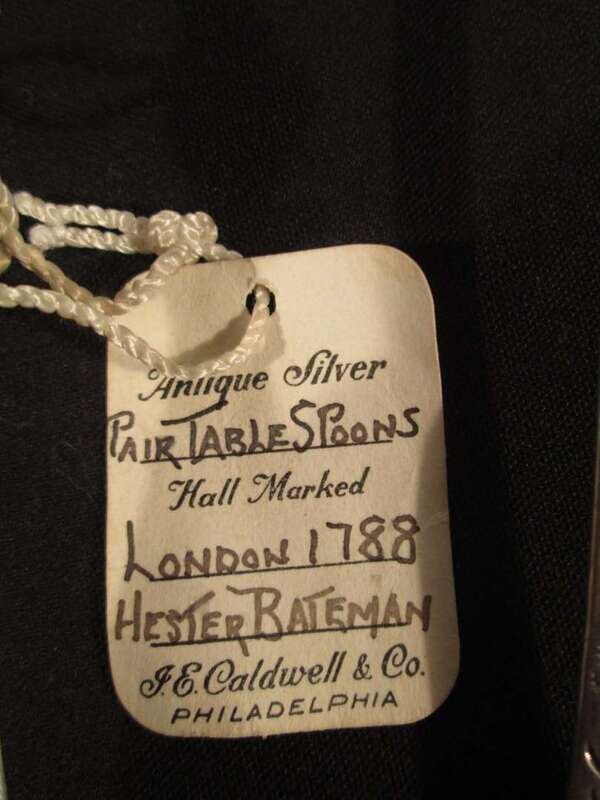 Antique Silver
PAIR TABLE SPOONS
Hall Marked
LONDON 1788
HESTER BATEMAN
J.E. Caldwell & Co.
PHILADELPHIA